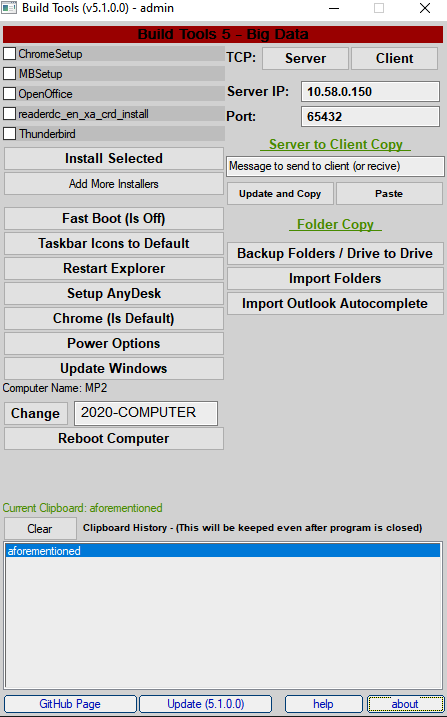 Build Tools (v5.1.0.0) - admin
Build Tools 5 - Big Data
ChromeSetup
MBSetup
OpenOffice
readerdc_en_xa_crd_install
Thunderbird
Install Selected
Add More Installers
Fast Boot (Is Off)
Taskbar Icons to Default
Restart Explorer
Setup AnyDesk
Chrome (Is Default)
Power Options
Update Windows
Computer Name: MP2
Change 2020-COMPUTER
Reboot Computer
TCP: Server Client
Server IP: 10.58.0.150
Port: 65432
Server to Client Copy
Message to send to client (or recive)
Update and Copy Paste
Folder Copy
Backup Folders / Drive to Drive
Import Folders
Import Outlook Autocomplete
Current Clipboard: aforementioned
Clear Clipboard History - (This will be keeped even after program is closed)
aforementioned
GitHub Page Update (5.1.0.0) help about